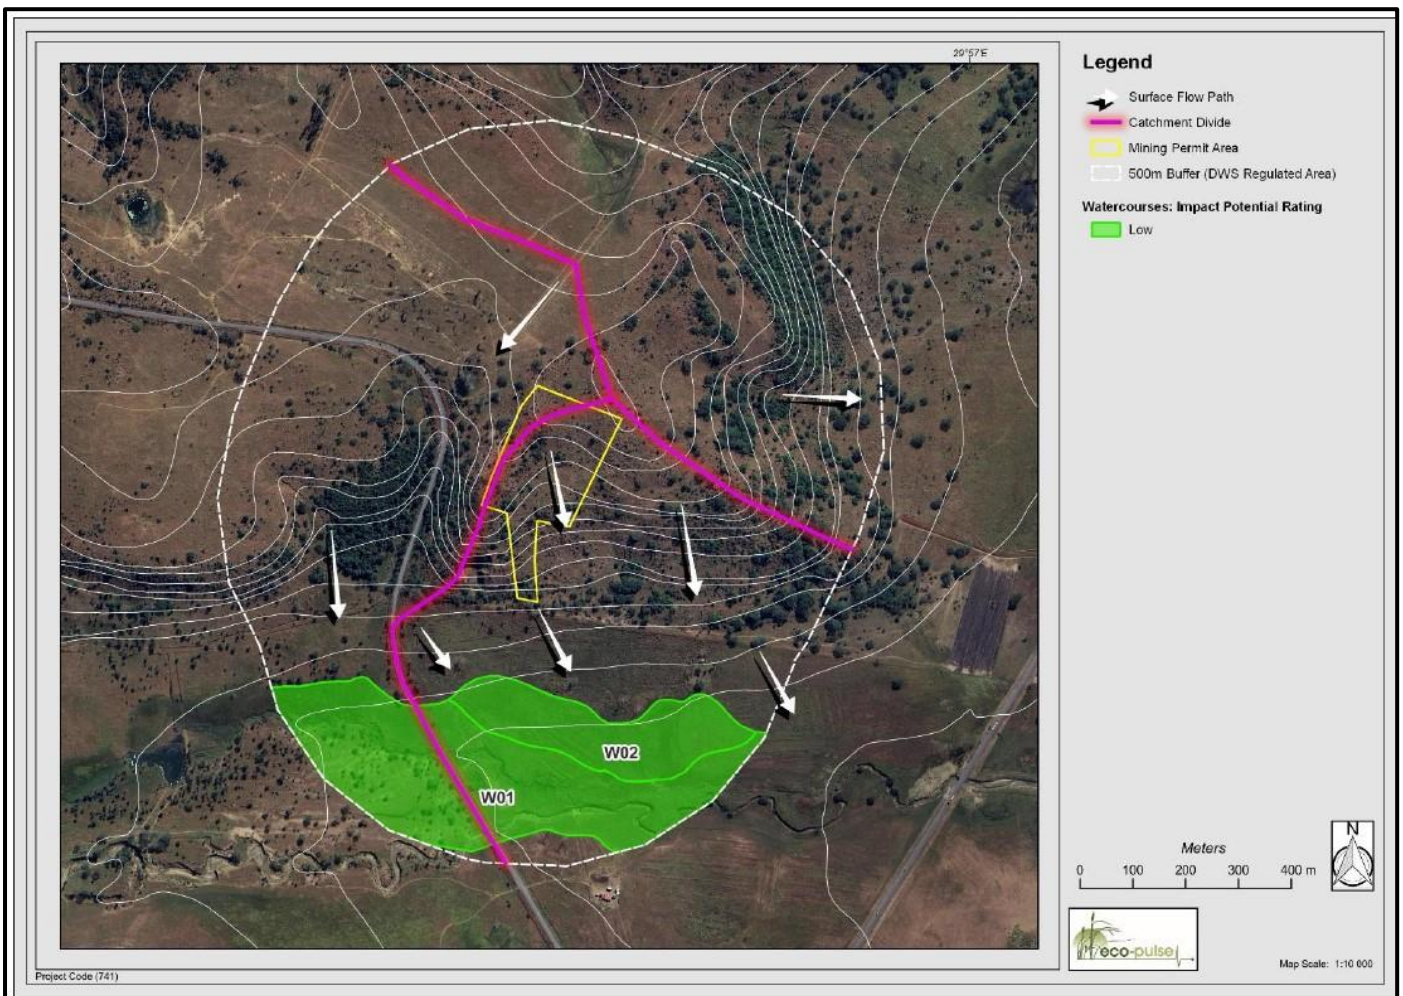 29°57'E
Legend
Surface Flow Path
Catchment Divide
Mining Permit Area
500m Buffer (DWS Regulated Area)
Watercourses: Impact Potential Rating
Low
W02
W01
Meters
0 100 200 300 400 m
N
eco-pulse
Map Scale: 1:10 000
Project Code (741)